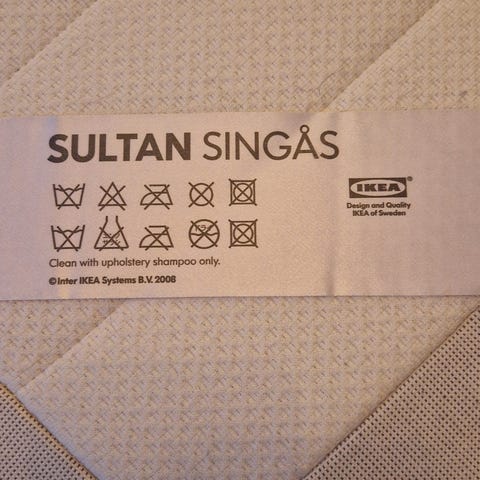 SULTAN SINGÅS
IKEA
Design and Quality
IKEA of Sweden
Clean with upholstery shampoo only.
©Inter IKEA Systems B.V. 2008